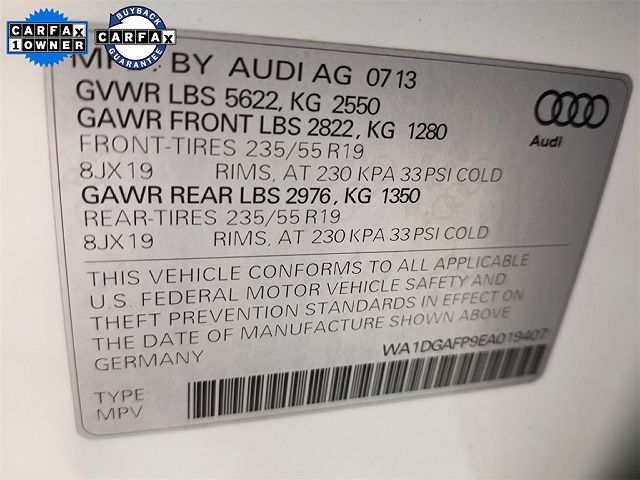 CARFAX
1 OWNER
BUYBACK
CARFAX
GUARANTEE
MFD. BY AUDI AG 0713
GVWR LBS 5622, KG 2550
GAWR FRONT LBS 2822, KG 1280
FRONT-TIRES 235/55 R19
8JX19 RIMS, AT 230 KPA 33 PSI COLD
GAWR REAR LBS 2976, KG 1350
REAR-TIRES 235/55 R19
8JX19 RIMS, AT 230 KPA 33 PSI COLD
Audi
THIS VEHICLE CONFORMS TO ALL APPLICABLE
U.S. FEDERAL MOTOR VEHICLE SAFETY AND
THEFT PREVENTION STANDARDS IN EFFECT ON
THE DATE OF MANUFACTURE SHOWN ABOVE
GERMANY WA1DGAFP9EA019407
TYPE:
MPV